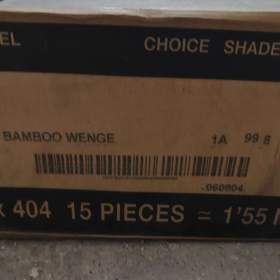 EL CHOICE SHADE
BAMBOO WENGE 1A 99 8
060804
x 404 15 PIECES = 1'55